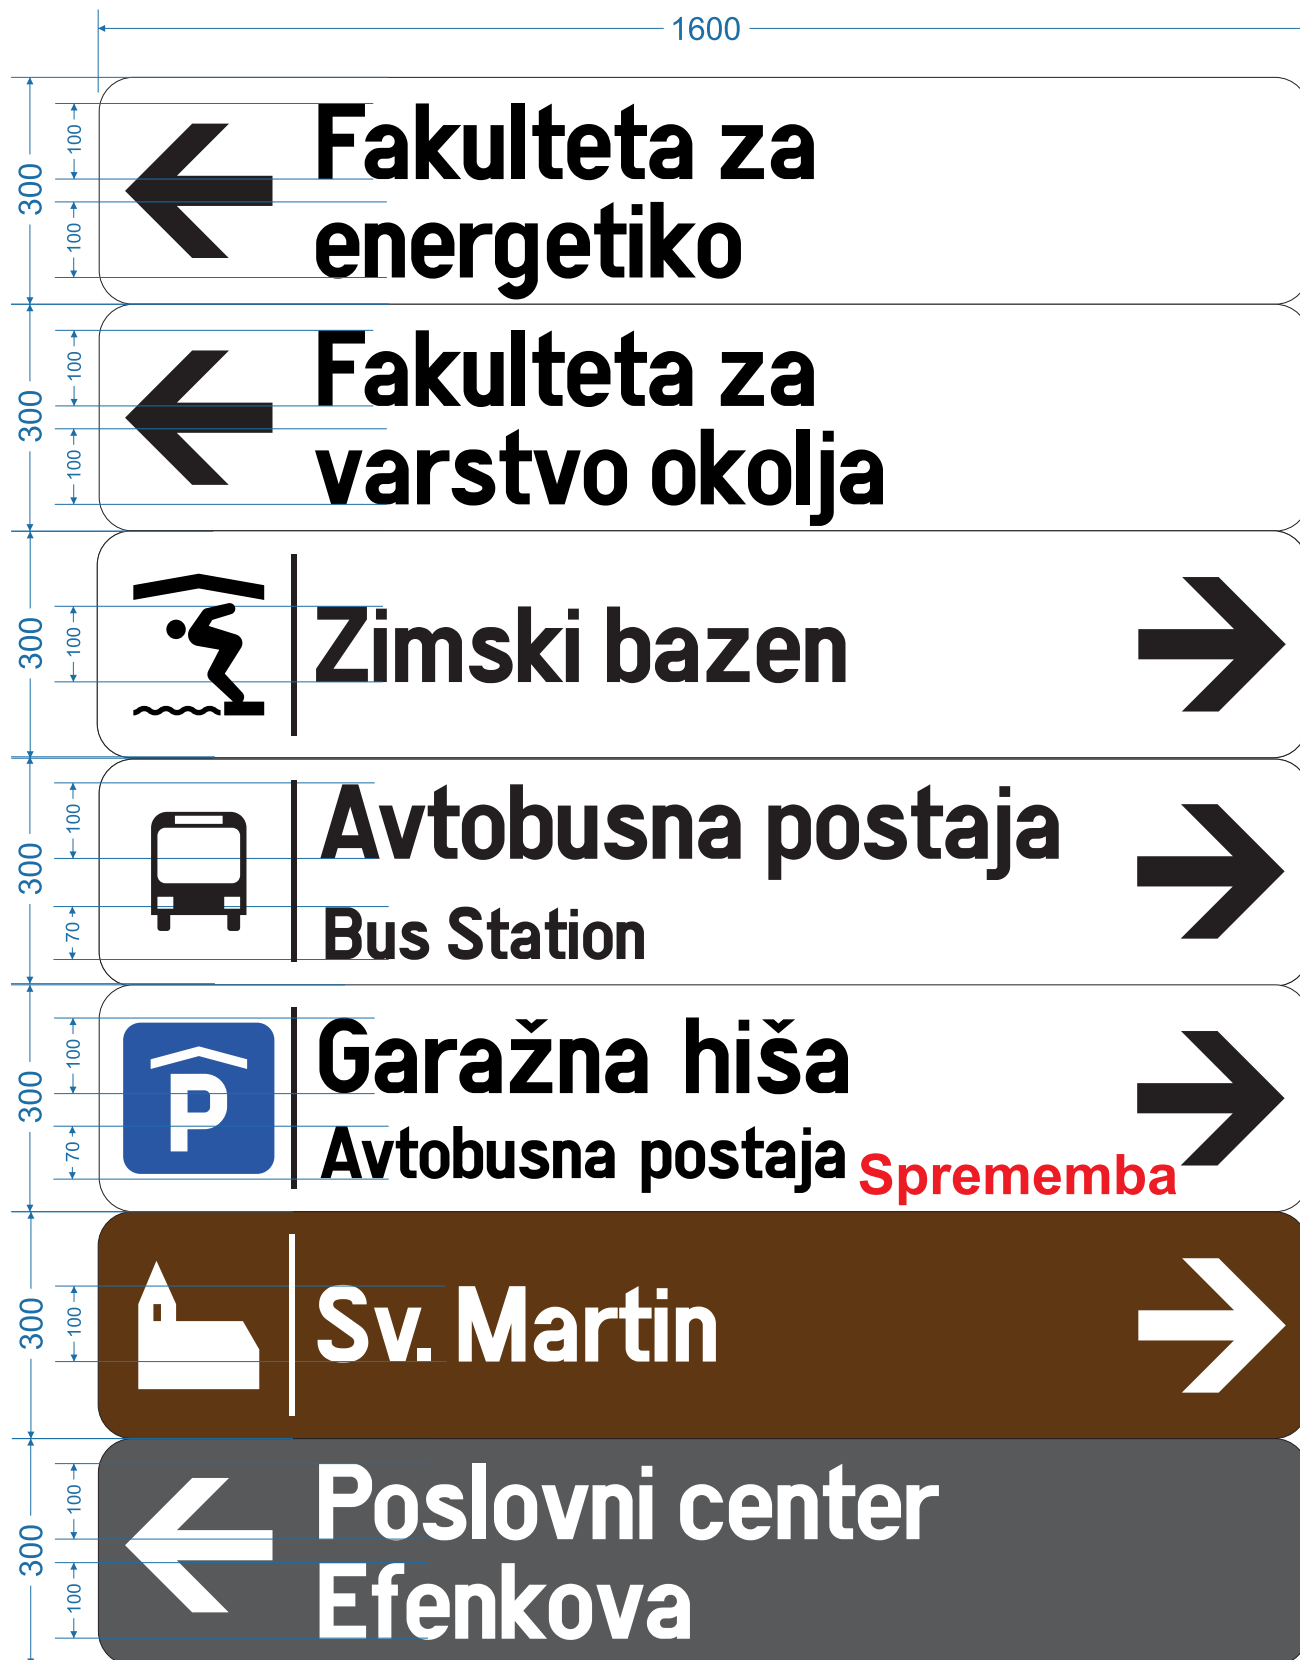 1600
300
100
Fakulteta za
100
energetiko
300
100
Fakulteta za
100
varstvo okolja
300
100
Zimski bazen
300
100
Avtobusna postaja
70
Bus Station
300
100
Garažna hiša
P
70
Avtobusna postaja
Sprememba
300
100
Sv. Martin
300
100
Poslovni center
100
Efenkova